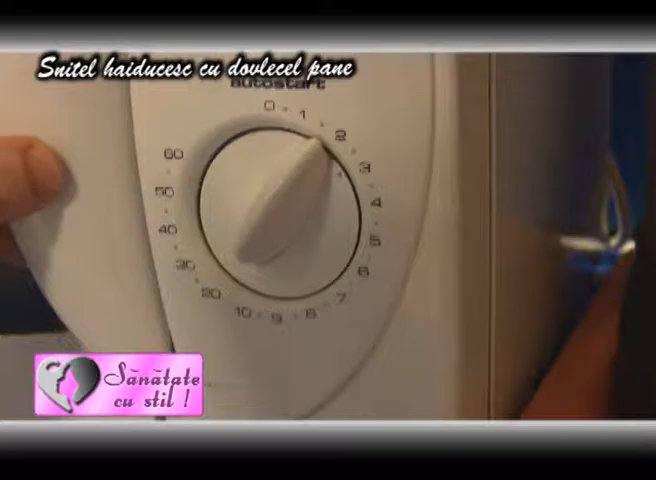 Snitel haiducesc cu dovlecel pane
autostart
0 1 2 3 4 5 6 7 8 9 10 20 30 40 50 60
Sănătate
cu stil !